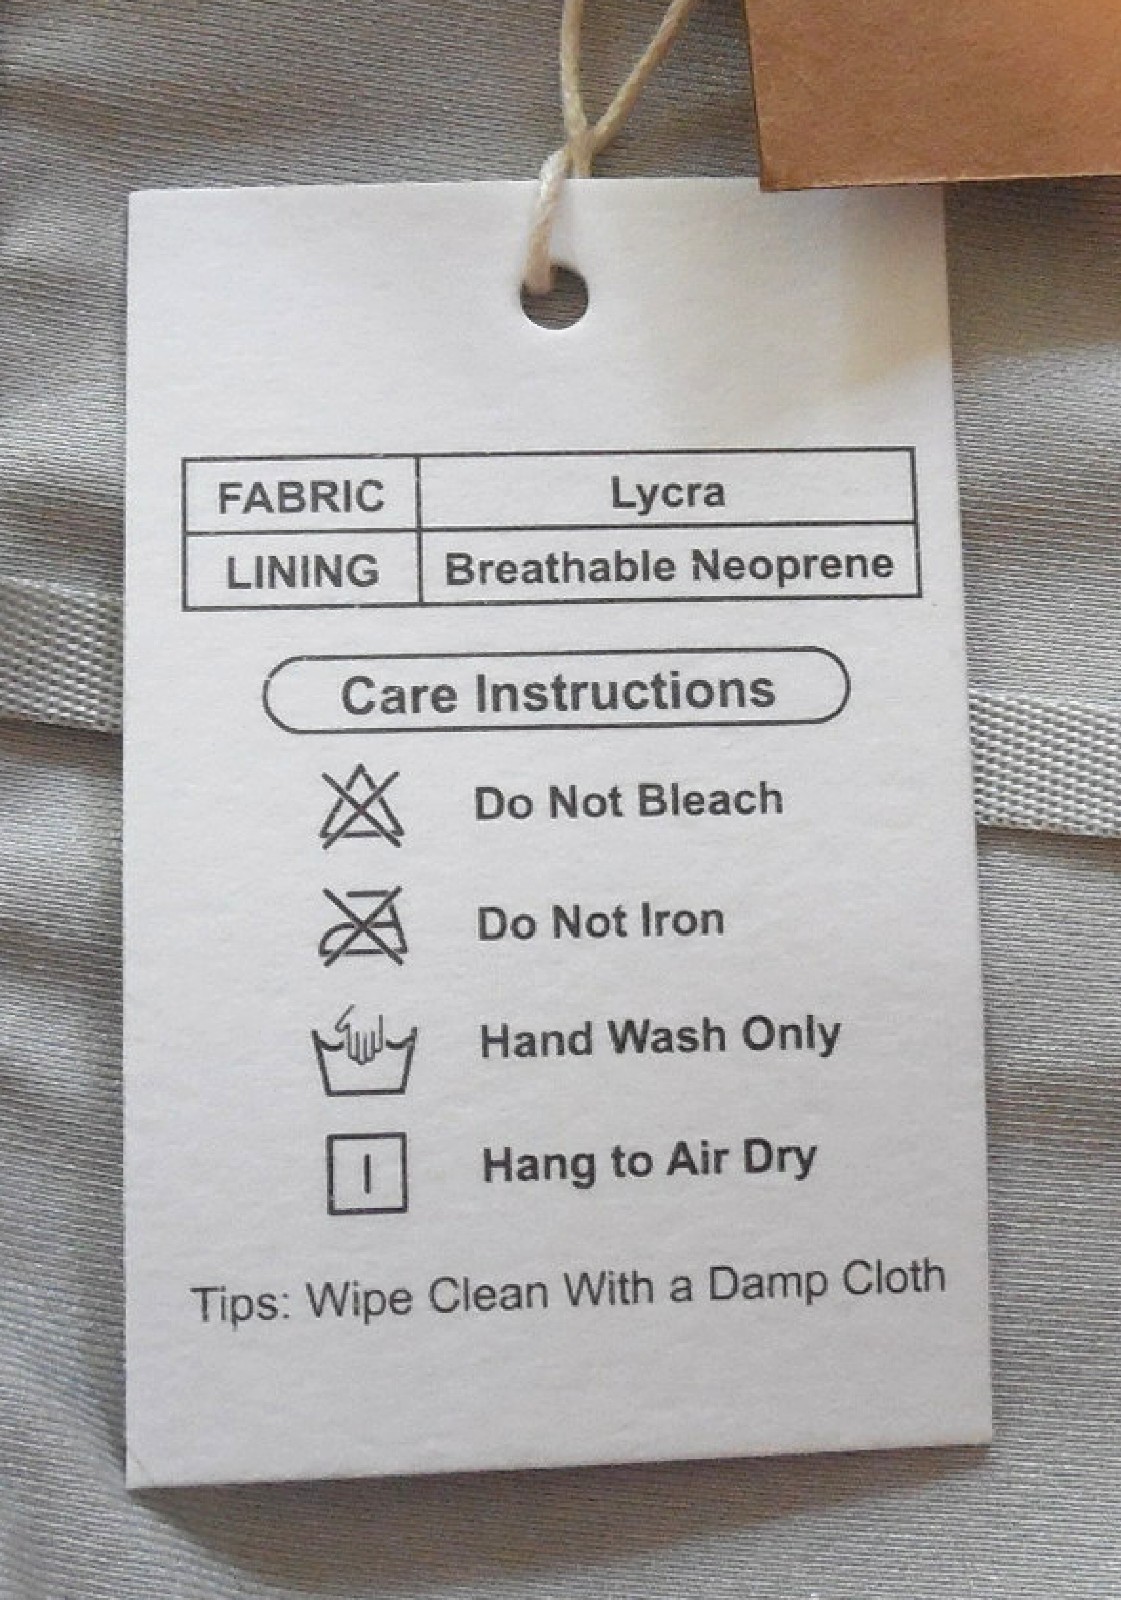 FABRIC Lycra
LINING Breathable Neoprene
Care Instructions
Do Not Bleach
Do Not Iron
Hand Wash Only
Hang to Air Dry
Tips: Wipe Clean With a Damp Cloth